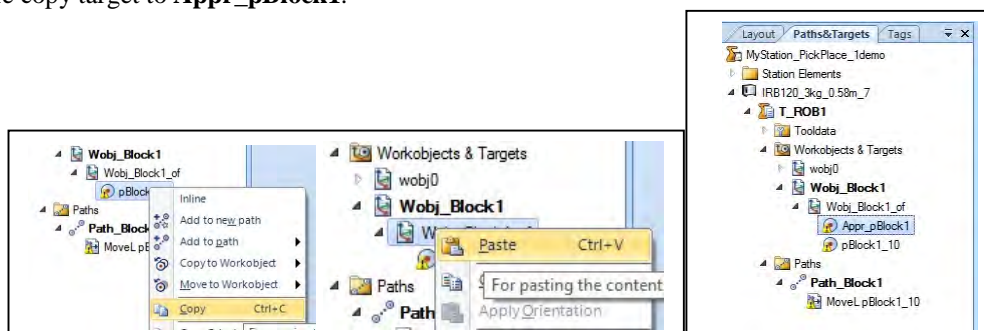 copy target to Appr_pBlock1.
Wobj_Block1
Wobj_Block1_of
pBlock
Paths
Path_Block
MoveL pB
Inline
Add to new path
Add to path
Copy to Workobject
Move to Workobject
Copy Ctrl+C
Workobjects & Targets
wobj0
Wobj_Block1
W
Paths
Path
Paste Ctrl+V
For pasting the content
Apply Orientation
Layout Paths&Targets Tags
MyStation_PickPlace_1demo
Station Elements
IRB120_3kg_0.58m_7
T_ROB1
Tooldata
Workobjects & Targets
wobj0
Wobj_Block1
Wobj_Block1_of
Appr_pBlock1
pBlock1_10
Paths
Path_Block1
MoveL pBlock1_10